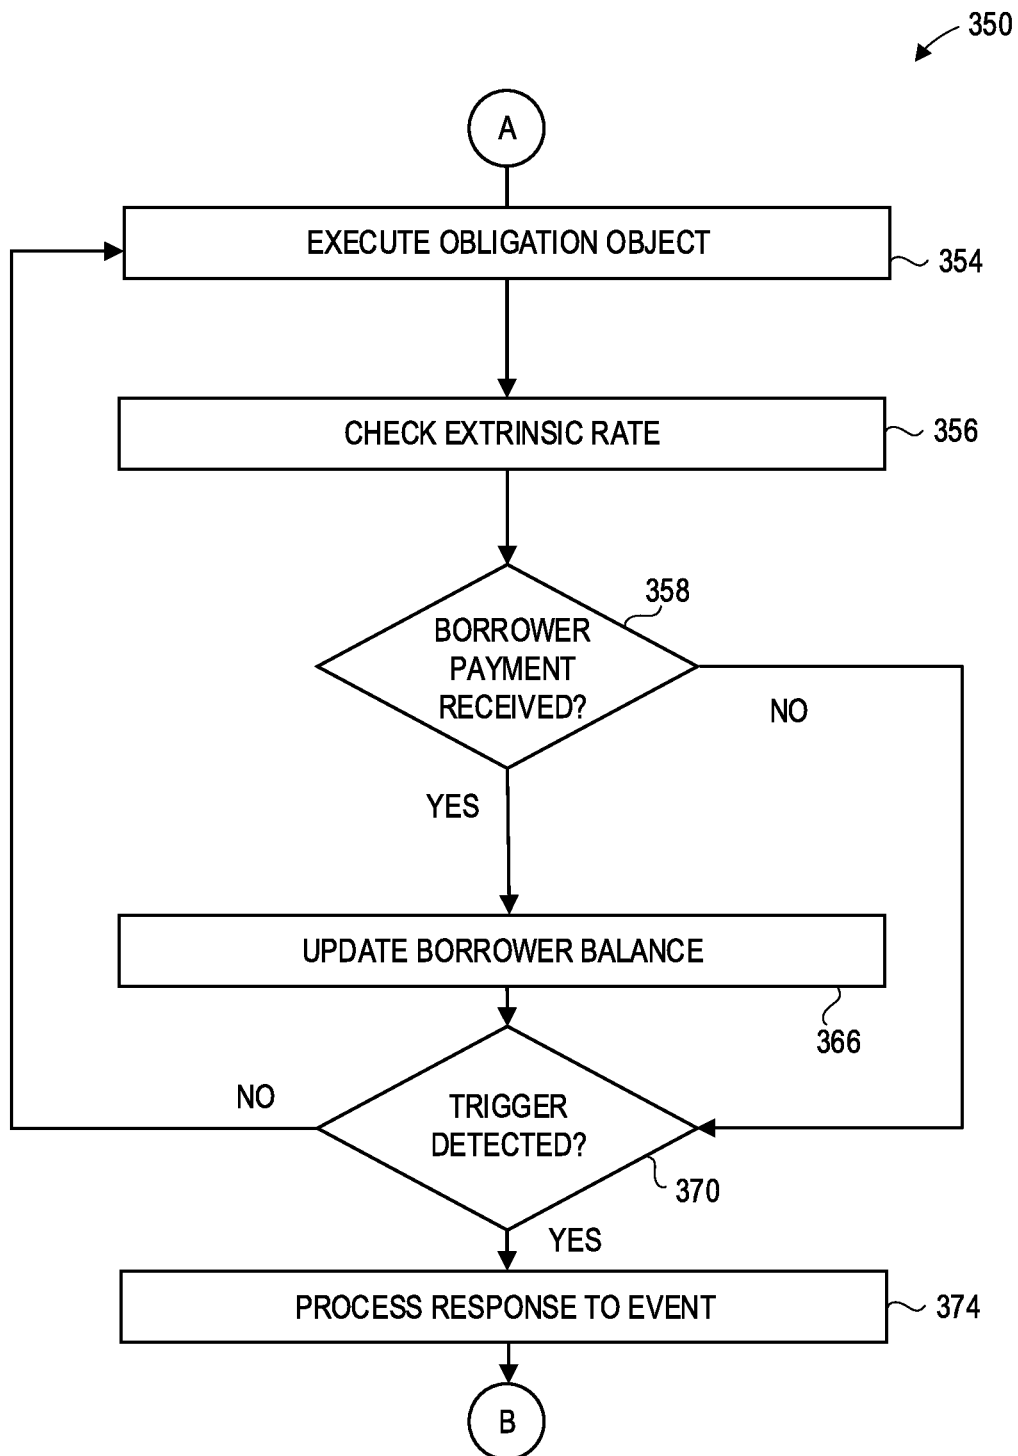 350
A
EXECUTE OBLIGATION OBJECT
354
CHECK EXTRINSIC RATE
356
358
BORROWER
PAYMENT
RECEIVED?
NO
YES
UPDATE BORROWER BALANCE
366
NO
TRIGGER
DETECTED?
370
YES
PROCESS RESPONSE TO EVENT
374
B